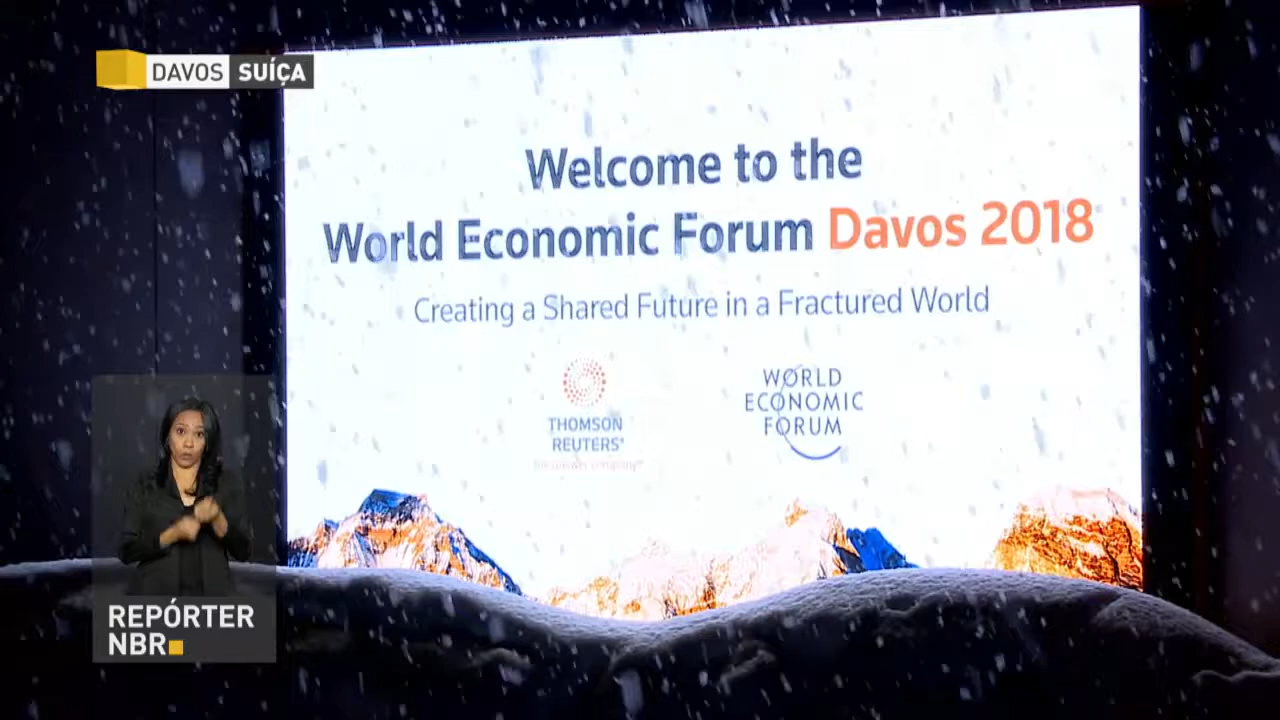 DAVOS SUÍÇA
Welcome to the
World Economic Forum Davos 2018
Creating a Shared Future in a Fractured World
THOMSON
REUTERS®
WORLD
ECONOMIC
FORUM
REPÓRTER
NBR